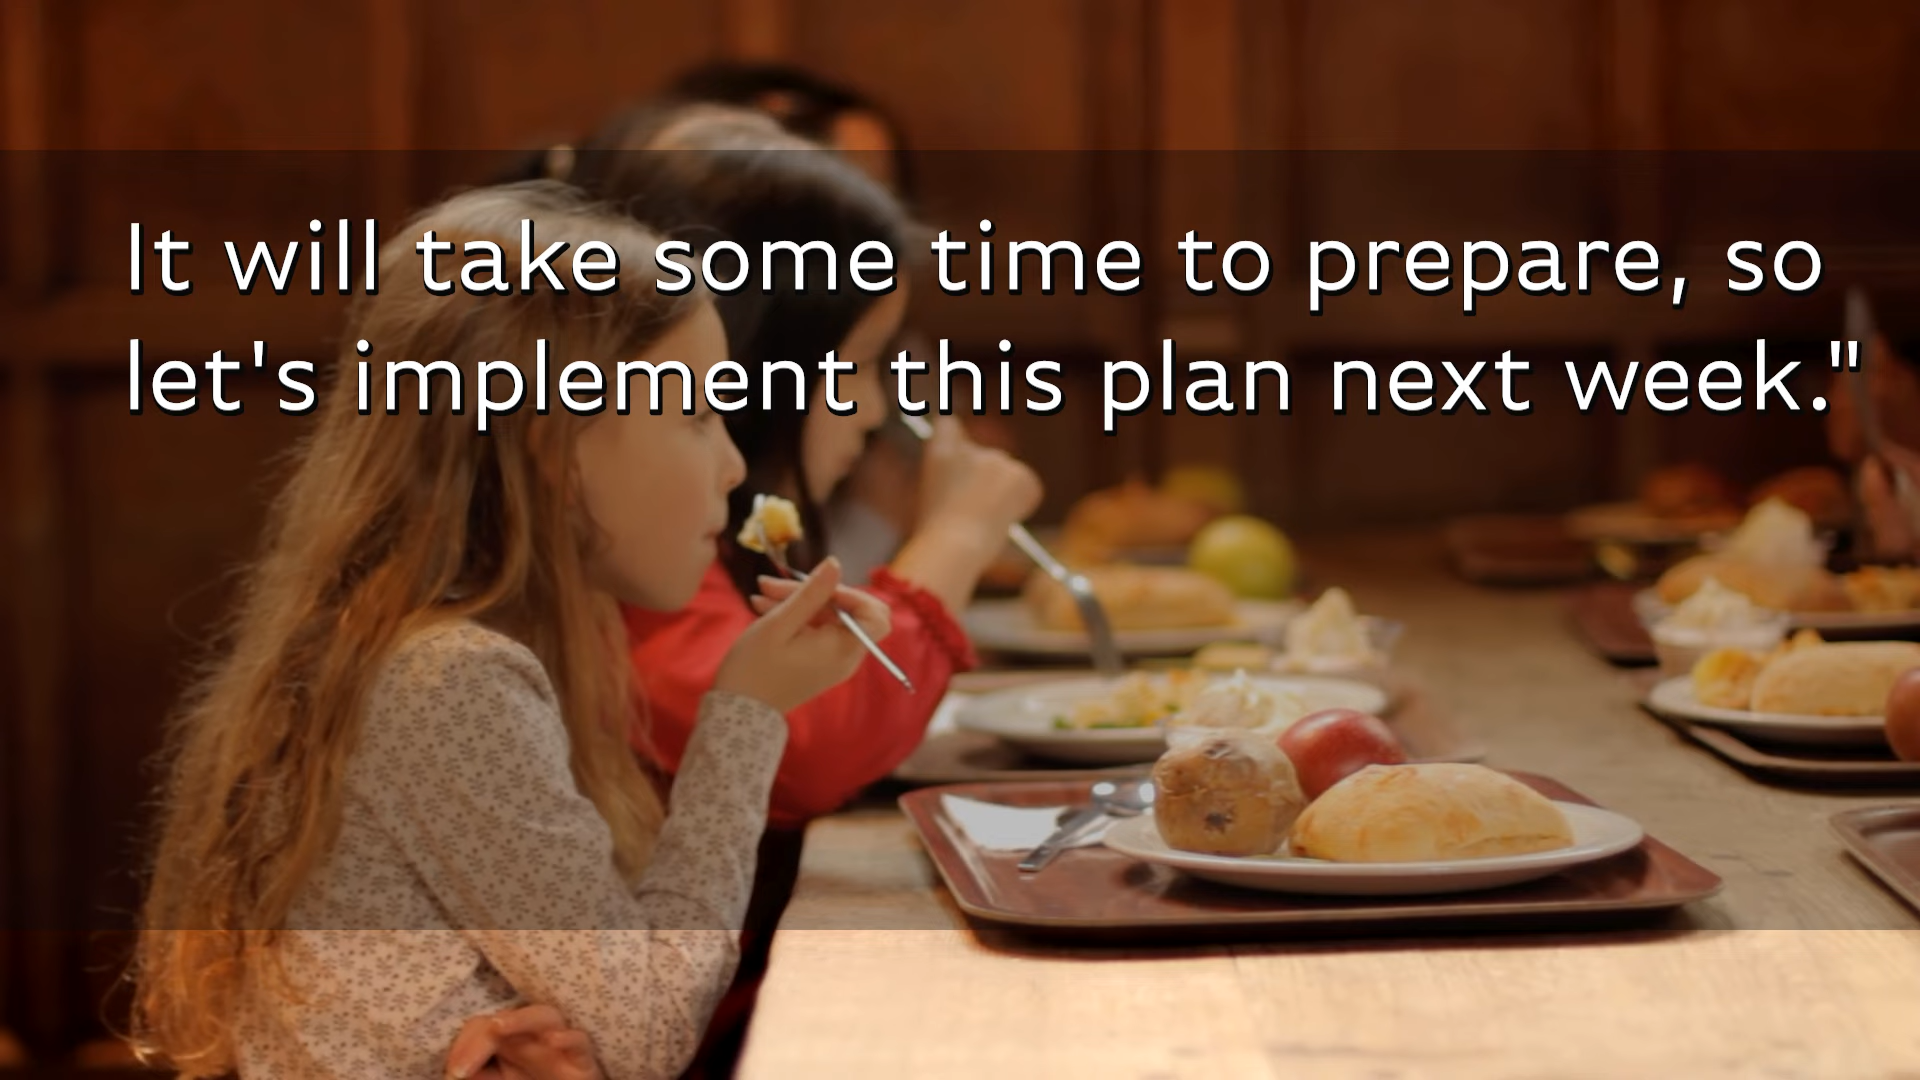 It will take some time to prepare, so
let's implement this plan next week."